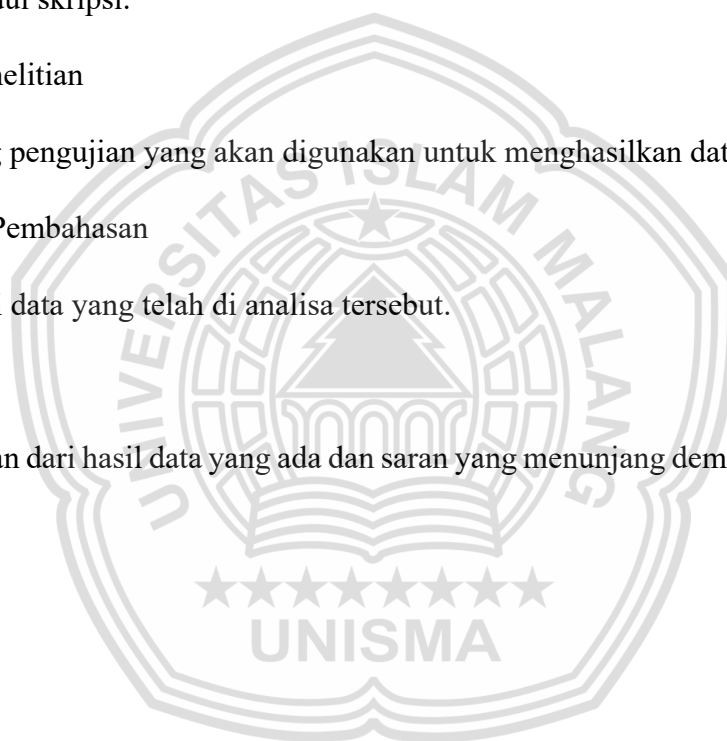 skripsi.
nelitian
pengujian yang akan digunakan untuk menghasilkan dat
Pembahasan
data yang telah di analisa tersebut.
an dari hasil data yang ada dan saran yang menunjang dem
UNIVERSITAS ISLAM MALANG
UNISMA